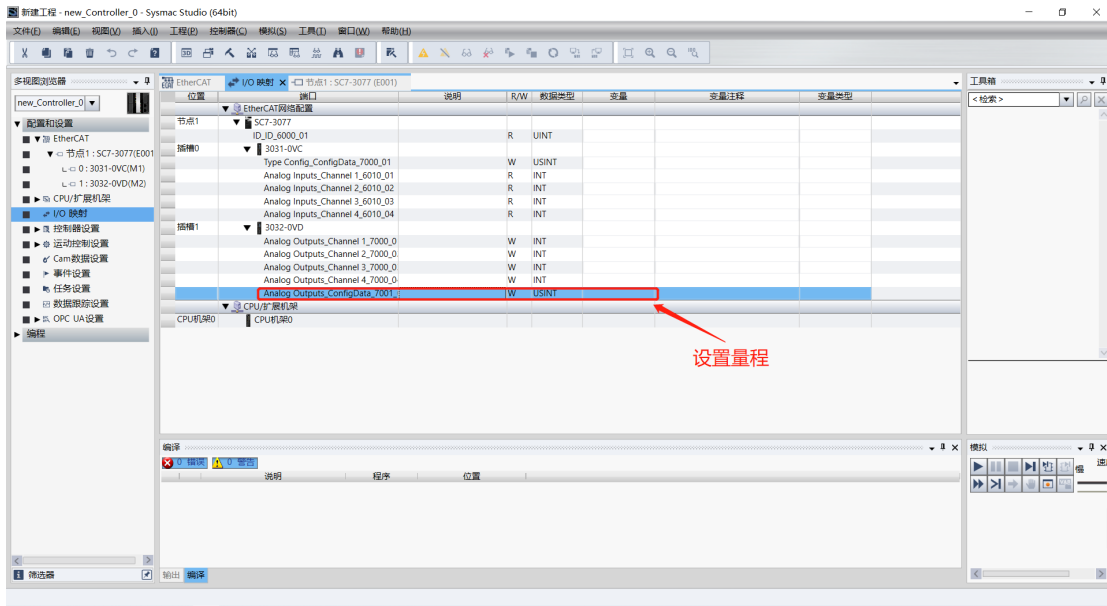 新建工程 - new_Controller_0 - Sysmac Studio (64bit)
文件(F) 编辑(E) 视图(V) 插入(I) 工程(P) 控制器(C) 模拟(S) 工具(T) 窗口(W) 帮助(H)
多视图浏览器
new_Controller_0
配置和设置
EtherCAT
节点1 : SC7-3077(E001
0 : 3031-0VC(M1)
1 : 3032-0VD(M2)
CPU/扩展机架
I/O 映射
控制器设置
运动控制设置
Cam数据设置
事件设置
任务设置
数据跟踪设置
OPC UA设置
编程
筛选器
EtherCAT I/O 映射 节点1 : SC7-3077 (E001)
位置 端口 说明 R/W 数据类型 变量 变量注释 变量类型
EtherCAT网络配置
节点1 SC7-3077
ID_ID_6000_01 R UINT
插槽0 3031-0VC
Type Config_ConfigData_7000_01 W USINT
Analog Inputs_Channel 1_6010_01 R INT
Analog Inputs_Channel 2_6010_02 R INT
Analog Inputs_Channel 3_6010_03 R INT
Analog Inputs_Channel 4_6010_04 R INT
插槽1 3032-0VD
Analog Outputs_Channel 1_7000_0 W INT
Analog Outputs_Channel 2_7000_0 W INT
Analog Outputs_Channel 3_7000_0 W INT
Analog Outputs_Channel 4_7000_0 W INT
Analog Outputs_ConfigData_7001_ W USINT
CPU/扩展机架
CPU机架0 CPU机架0
设置量程
编译
0 错误 0 警告
说明 程序 位置
输出 编译
工具箱
<检索>
模拟
慢 速